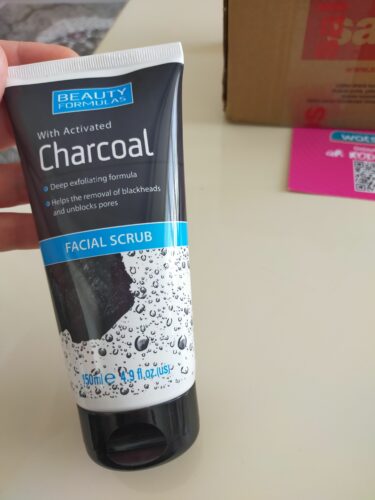 BEAUTY
FORMULAS
With Activated
Charcoal
Deep exfoliating formula
Helps the removal of blackheads
and unblocks pores
FACIAL SCRUB
150ml e 4.9 fl.oz.(US)